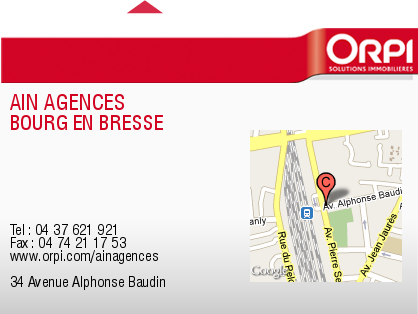 ORPI
SOLUTIONS IMMOBILIÈRES
AIN AGENCES
BOURG EN BRESSE
Tel : 04 37 621 921
Fax : 04 74 21 17 53
www.orpi.com/ainagences
34 Avenue Alphonse Baudin
C
Av. Alphonse Baudin
Rue du Pelo
Av. Pierre Se
Av. Jean Jaurès
Google